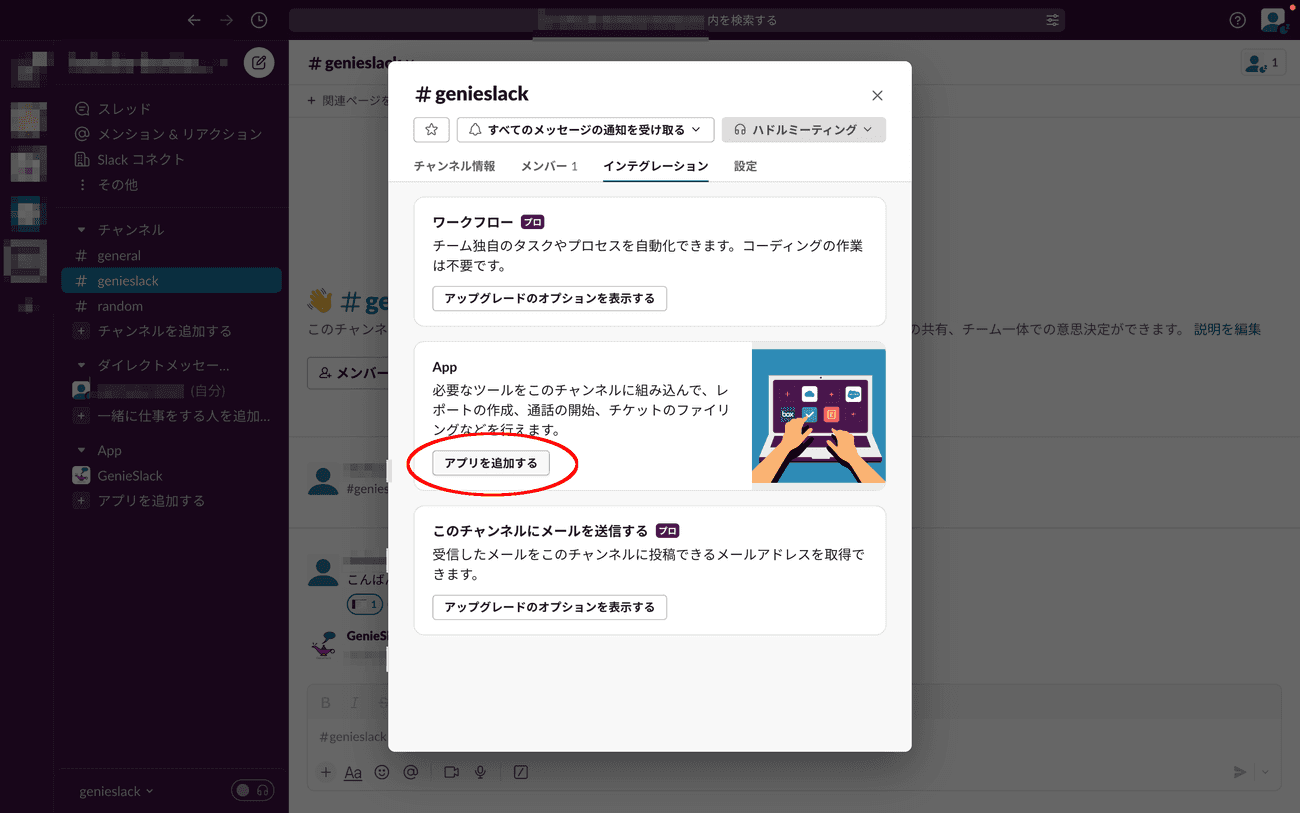 内を検索する
スレッド
メンション & リアクション
Slack コネクト
その他
チャンネル
# general
# genieslack
# random
+ チャンネルを追加する
ダイレクトメッセー...
(自分)
+ 一緒に仕事をする人を追加...
App
GenieSlack
+ アプリを追加する
genieslack
# genieslack
1
+ 関連ページを
# ge
このチャンネ
の共有、チーム一体での意思決定ができます。 説明を編集
メンバー
#genies
こんばん
1
GenieSl
B I S
#genieslack
+ Aa
# genieslack
すべてのメッセージの通知を受け取る
ハドルミーティング
チャンネル情報 メンバー 1 インテグレーション 設定
ワークフロー プロ
チーム独自のタスクやプロセスを自動化できます。コーディングの作業
は不要です。
アップグレードのオプションを表示する
App
必要なツールをこのチャンネルに組み込んで、レ
ポートの作成、通話の開始、チケットのファイリ
ングなどを行えます。
アプリを追加する
box
このチャンネルにメールを送信する プロ
受信したメールをこのチャンネルに投稿できるメールアドレスを取得で
きます。
アップグレードのオプションを表示する